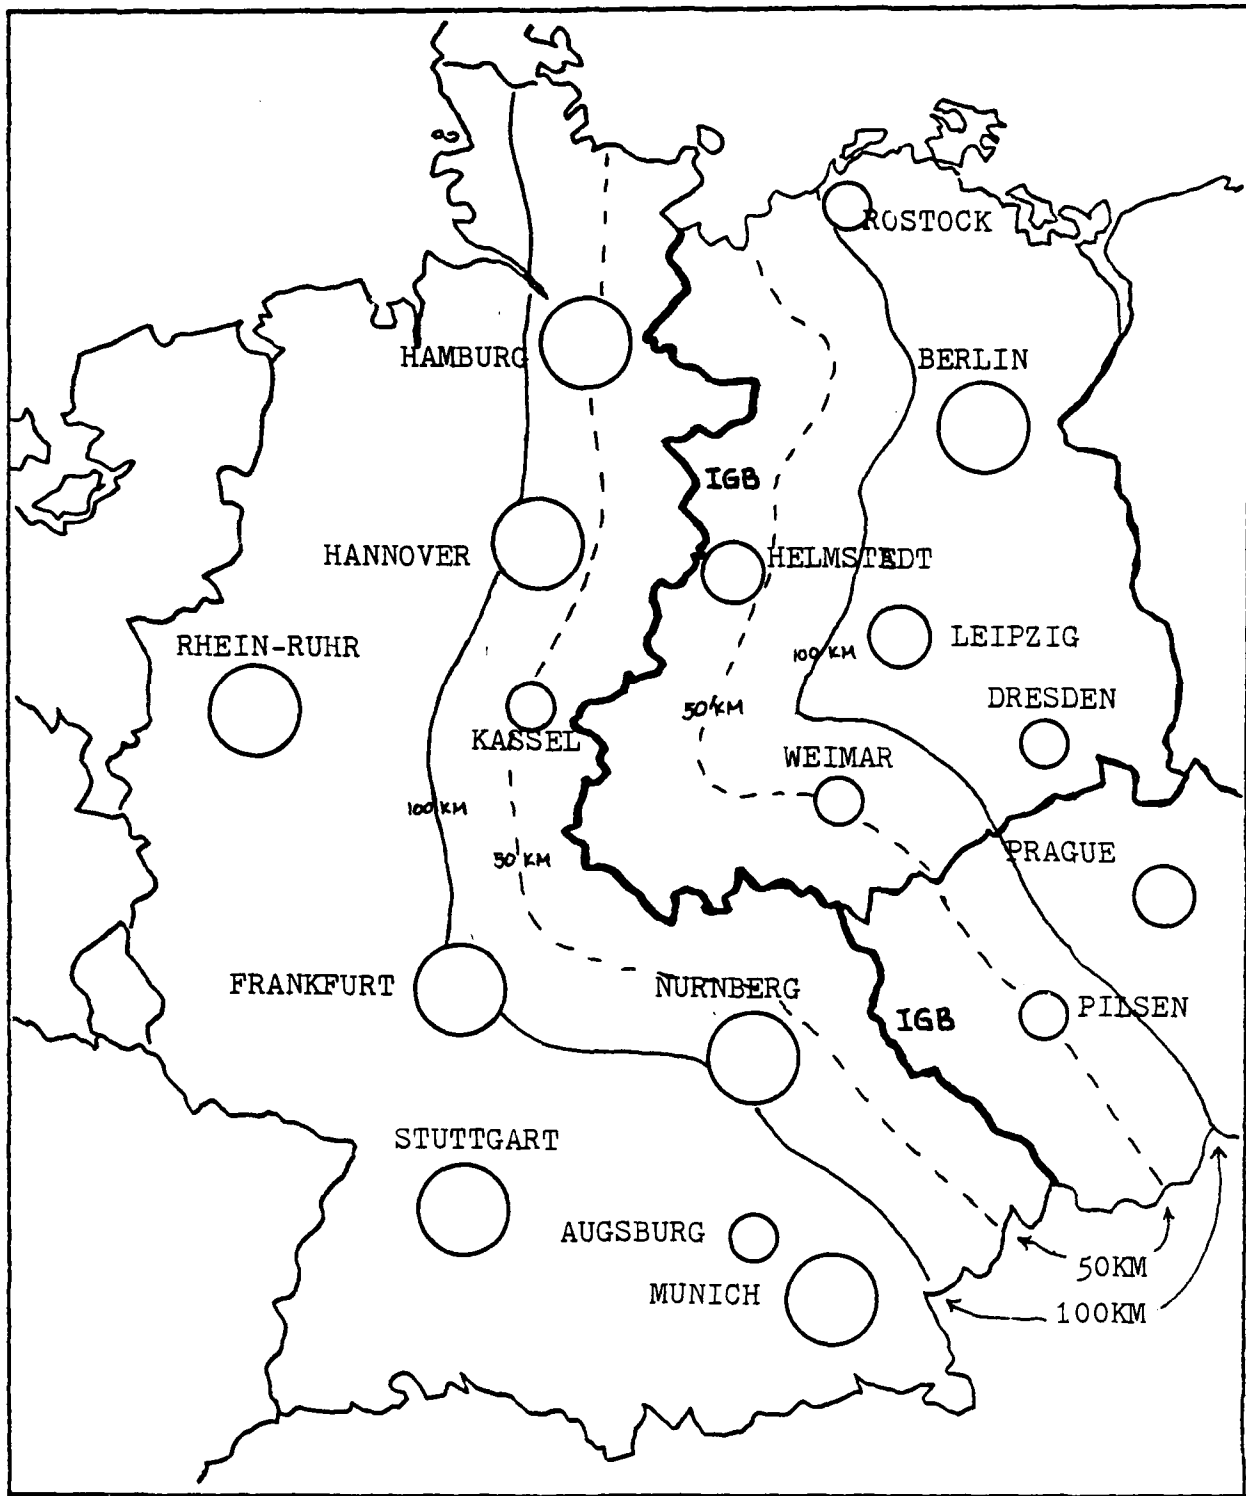 ROSTOCK
HAMBURG
BERLIN
IGB
HANNOVER
HELMSTEDT
RHEIN-RUHR
LEIPZIG
100 KM
DRESDEN
50 KM
KASSEL
WEIMAR
100 KM
50 KM
PRAGUE
FRANKFURT
NURNBERG
PILSEN
IGB
STUTTGART
AUGSBURG
50KM
MUNICH
100KM